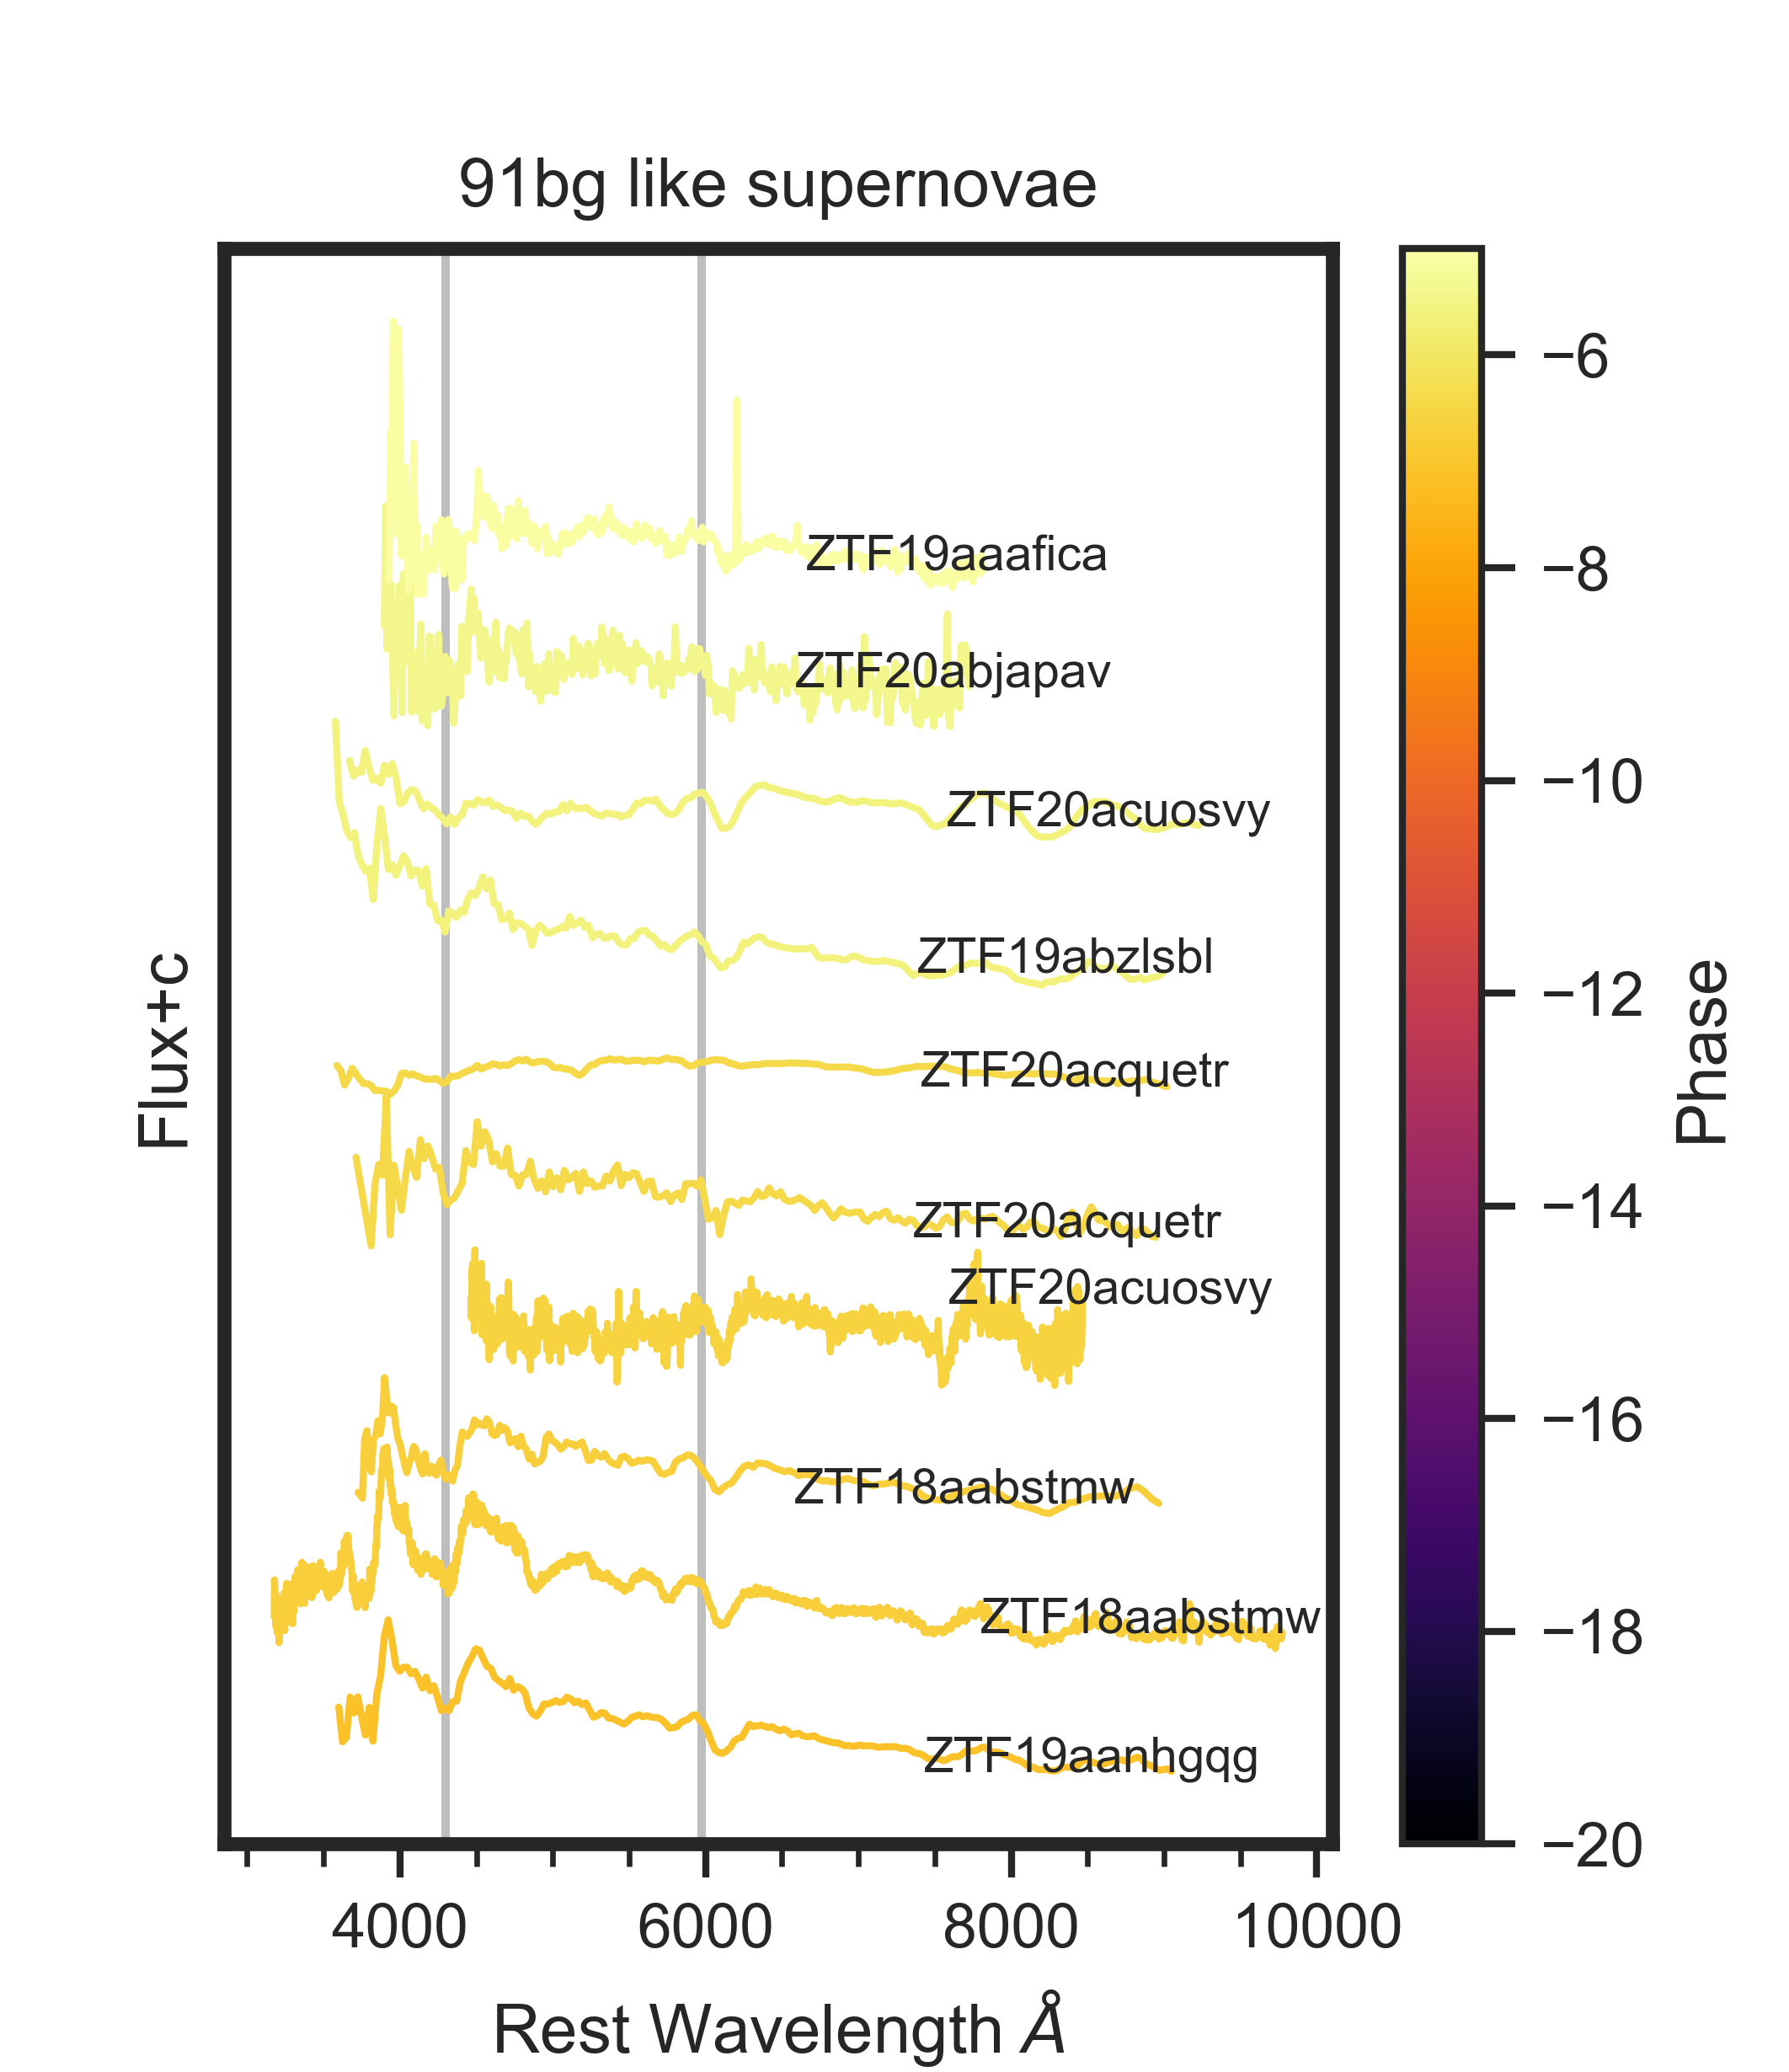 91bg like supernovae
ZTF19aaafica
ZTF20abjapav
ZTF20acuosvy
ZTF19abzlsbl
ZTF20acquetr
ZTF20acquetr
ZTF20acuosvy
ZTF18aabstmw
ZTF18aabstmw
ZTF19aanhgqg
Flux+c
4000 6000 8000 10000
Rest Wavelength Å
−6
−8
−10
−12
−14
−16
−18
−20
Phase